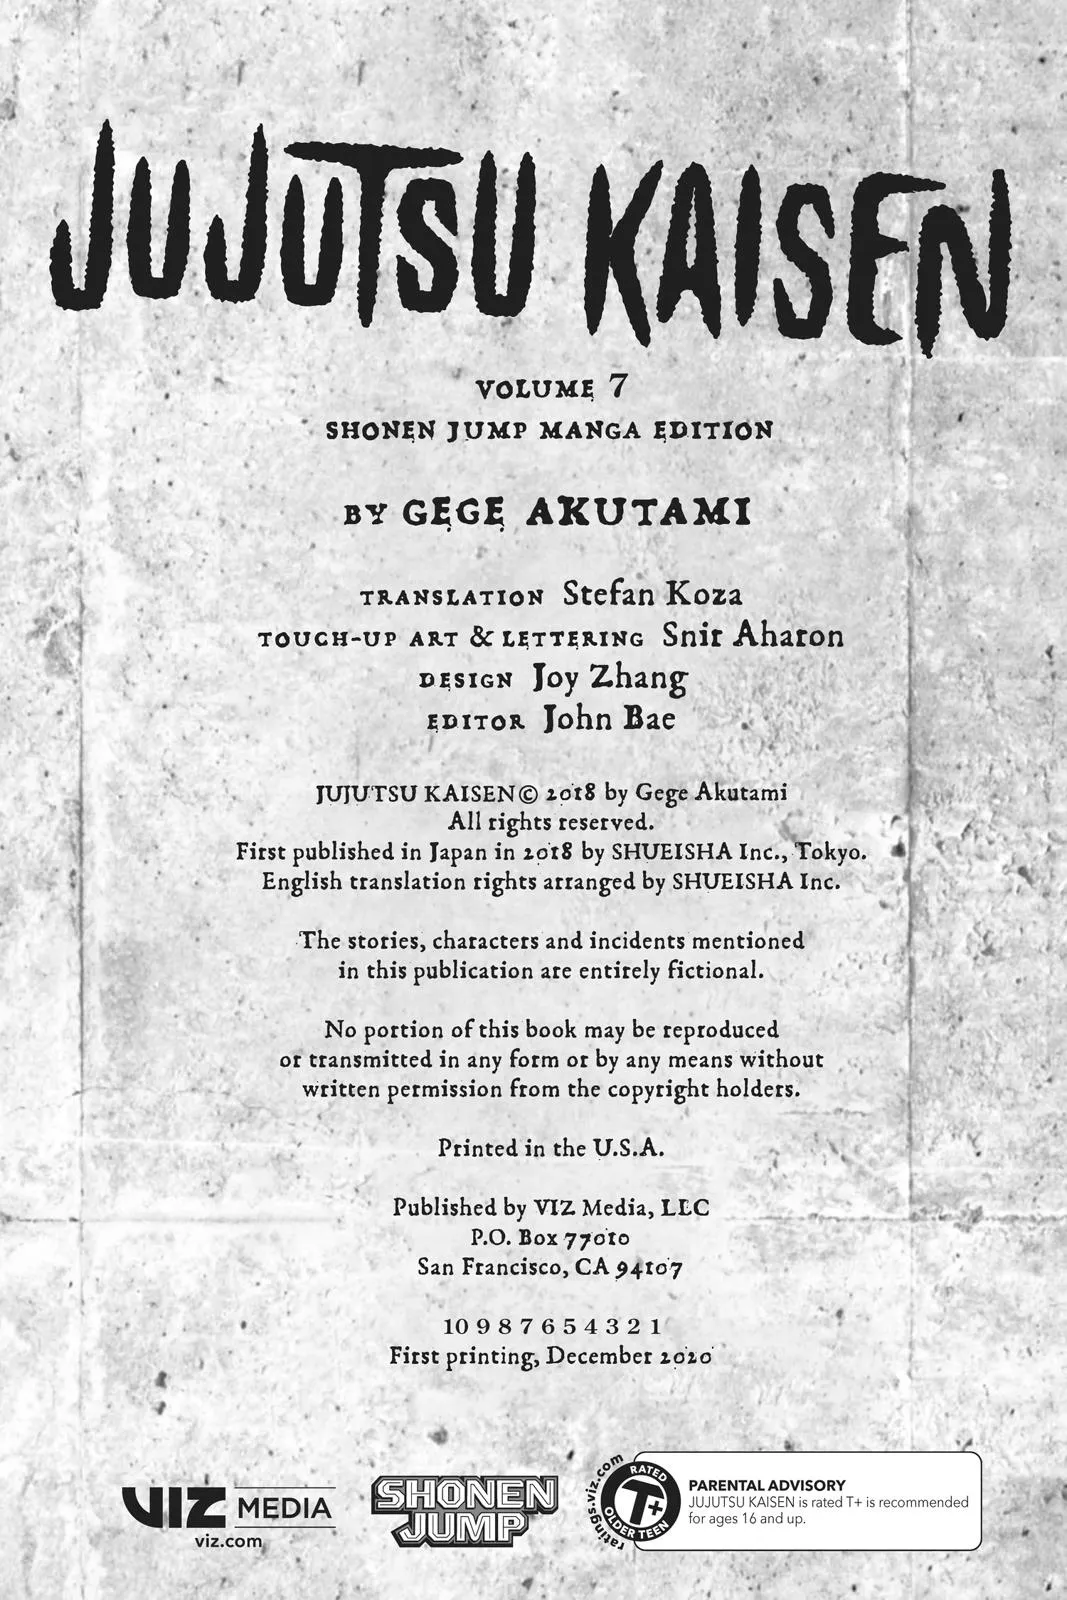 JUJUTSU KAISEN
VOLUME 7
SHONEN JUMP MANGA EDITION
BY GEGE AKUTAMI
TRANSLATION Stefan Koza
TOUCH-UP ART & LETTERING Snir Aharon
DESIGN Joy Zhang
EDITOR John Bae
JUJUTSU KAISEN© 2018 by Gege Akutami
All rights reserved.
First published in Japan in 2018 by SHUEISHA Inc., Tokyo.
English translation rights arranged by SHUEISHA Inc.
The stories, characters and incidents mentioned
in this publication are entirely fictional.
No portion of this book may be reproduced
or transmitted in any form or by any means without
written permission from the copyright holders.
Printed in the U.S.A.
Published by VIZ Media, LLC
P.O. Box 77010
San Francisco, CA 94107
10 9 8 7 6 5 4 3 2 1
First printing, December 2020
VIZ MEDIA
viz.com
SHONEN
JUMP
ratings.viz.com
RATED
T+
OLDER TEEN
PARENTAL ADVISORY
JUJUTSU KAISEN is rated T+ is recommended
for ages 16 and up.